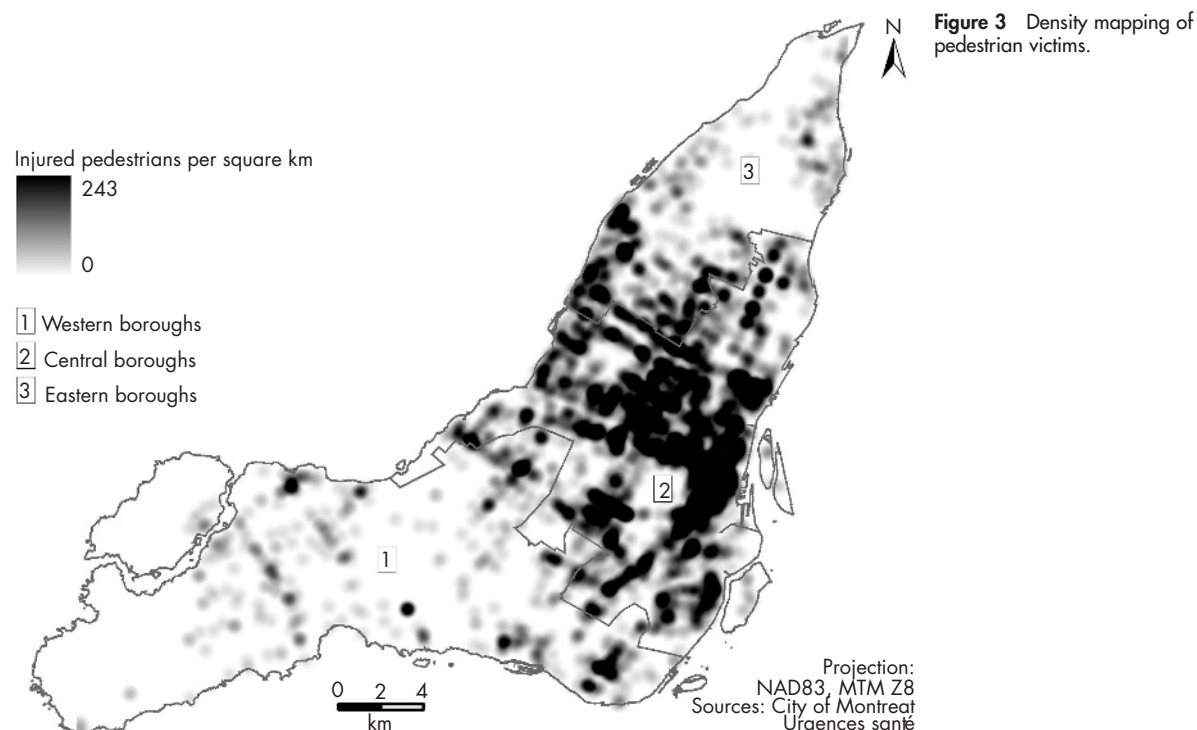 Figure 3 Density mapping of
pedestrian victims.
N
Injured pedestrians per square km
243
0
1 Western boroughs
2 Central boroughs
3 Eastern boroughs
3
2
1
0 2 4
km
Projection:
NAD83, MTM Z8
Sources: City of Montreat
Urgences santé